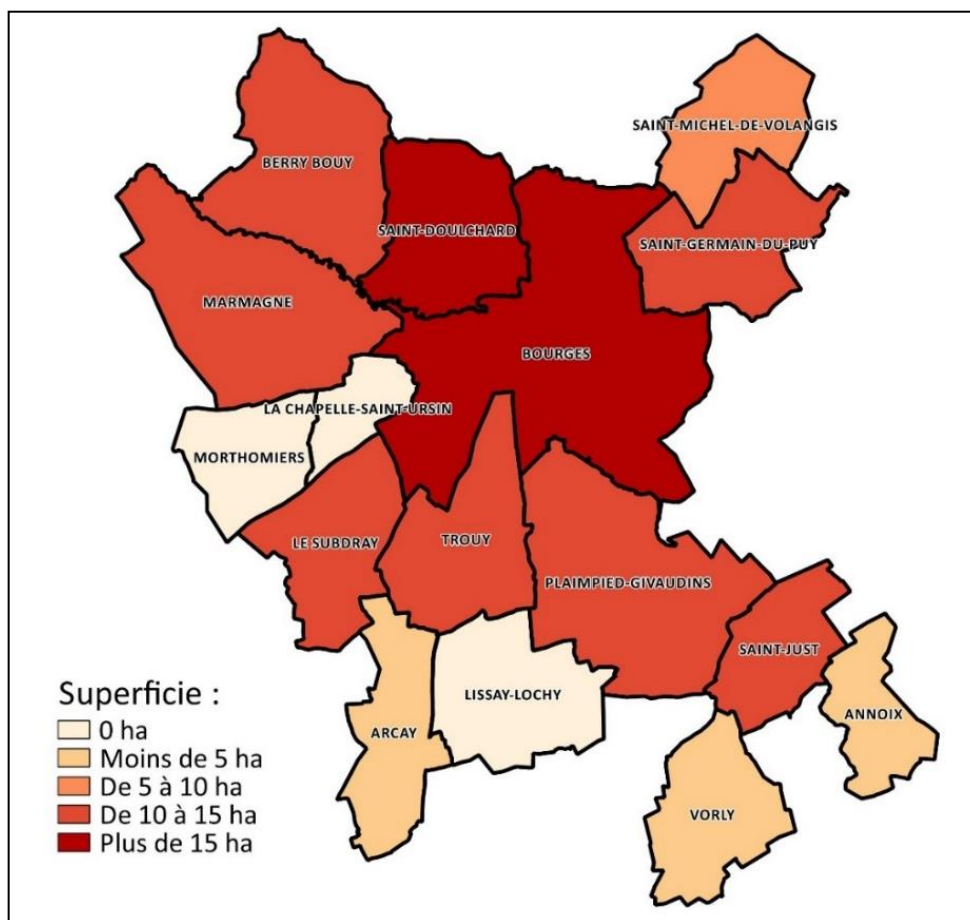 SAINT-MICHEL-DE-VOLANGIS
BERRY BOUY
SAINT-DOULCHARD
SAINT-GERMAIN-DU-PUY
MARMAGNE
BOURGES
LA CHAPELLE-SAINT-URSIN
MORTHOMIERS
LE SUBDRAY
TROUY
PLAIMPIED-GIVAUDINS
SAINT-JUST
LISSAY-LOCHY
ANNOIX
ARCAY
VORLY
Superficie :
0 ha
Moins de 5 ha
De 5 à 10 ha
De 10 à 15 ha
Plus de 15 ha